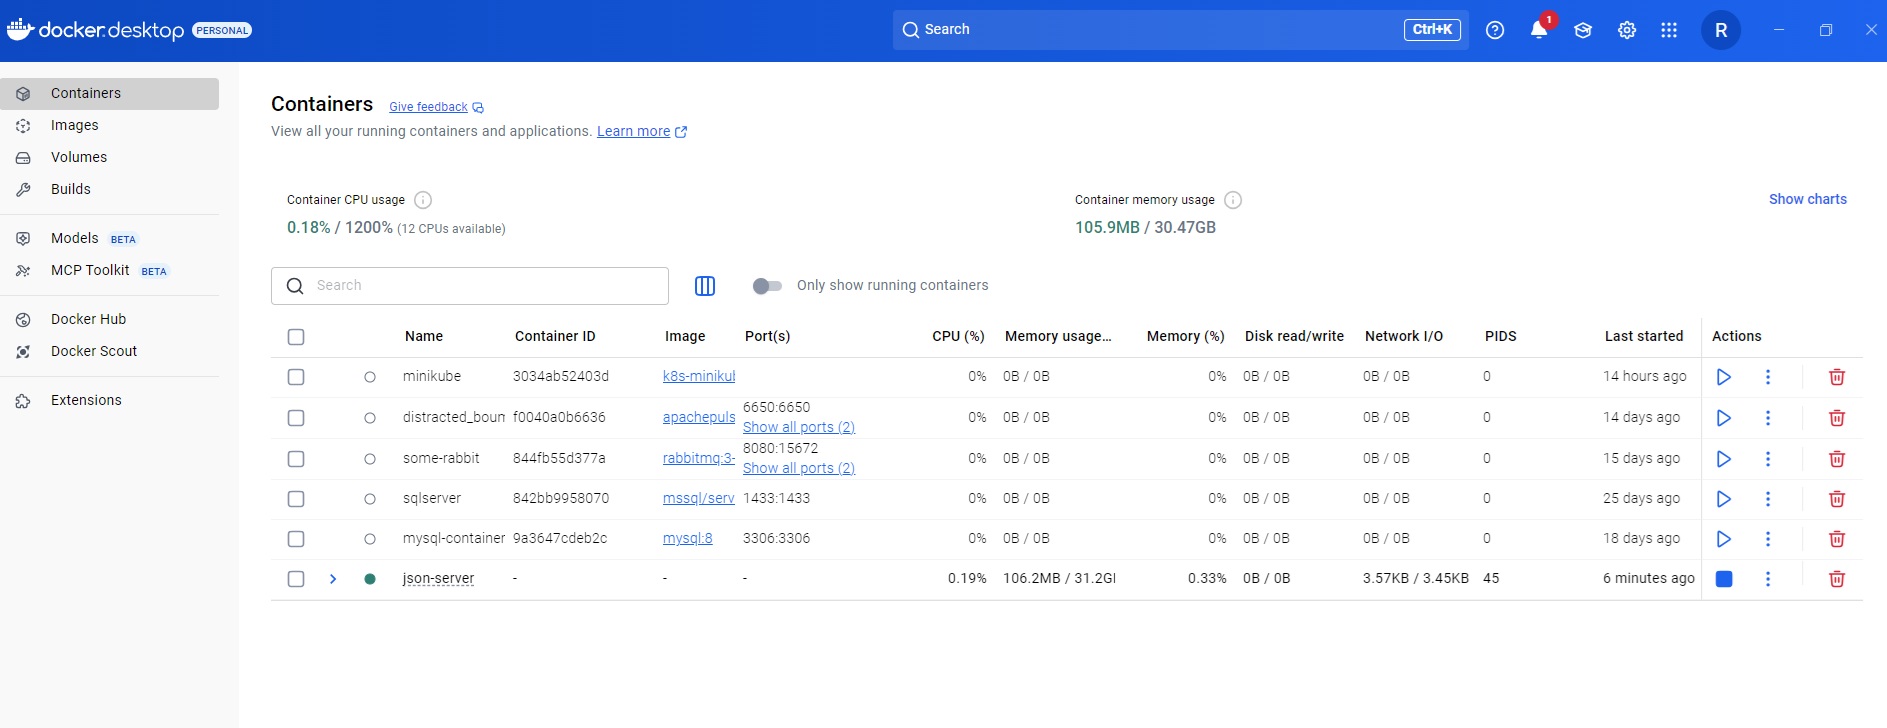 docker.desktop PERSONAL
Search
Ctrl+K
1
R
Containers
Images
Volumes
Builds
Models BETA
MCP Toolkit BETA
Docker Hub
Docker Scout
Extensions
Containers Give feedback
View all your running containers and applications. Learn more
Container CPU usage
0.18% / 1200% (12 CPUs available)
Container memory usage
105.9MB / 30.47GB
Show charts
Search
Only show running containers
Name Container ID Image Port(s) CPU (%) Memory usage... Memory (%) Disk read/write Network I/O PIDS Last started Actions
minikube 3034ab52403d k8s-minikul 0% 0B / 0B 0% 0B / 0B 0B / 0B 0 14 hours ago
distracted_boun f0040a0b6636 apachepuls 6650:6650 Show all ports (2) 0% 0B / 0B 0% 0B / 0B 0B / 0B 0 14 days ago
some-rabbit 844fb55d377a rabbitmq:3- 8080:15672 Show all ports (2) 0% 0B / 0B 0% 0B / 0B 0B / 0B 0 15 days ago
sqlserver 842bb9958070 mssql/serv 1433:1433 0% 0B / 0B 0% 0B / 0B 0B / 0B 0 25 days ago
mysql-container 9a3647cdeb2c mysql:8 3306:3306 0% 0B / 0B 0% 0B / 0B 0B / 0B 0 18 days ago
json-server - - - 0.19% 106.2MB / 31.2GI 0.33% 0B / 0B 3.57KB / 3.45KB 45 6 minutes ago